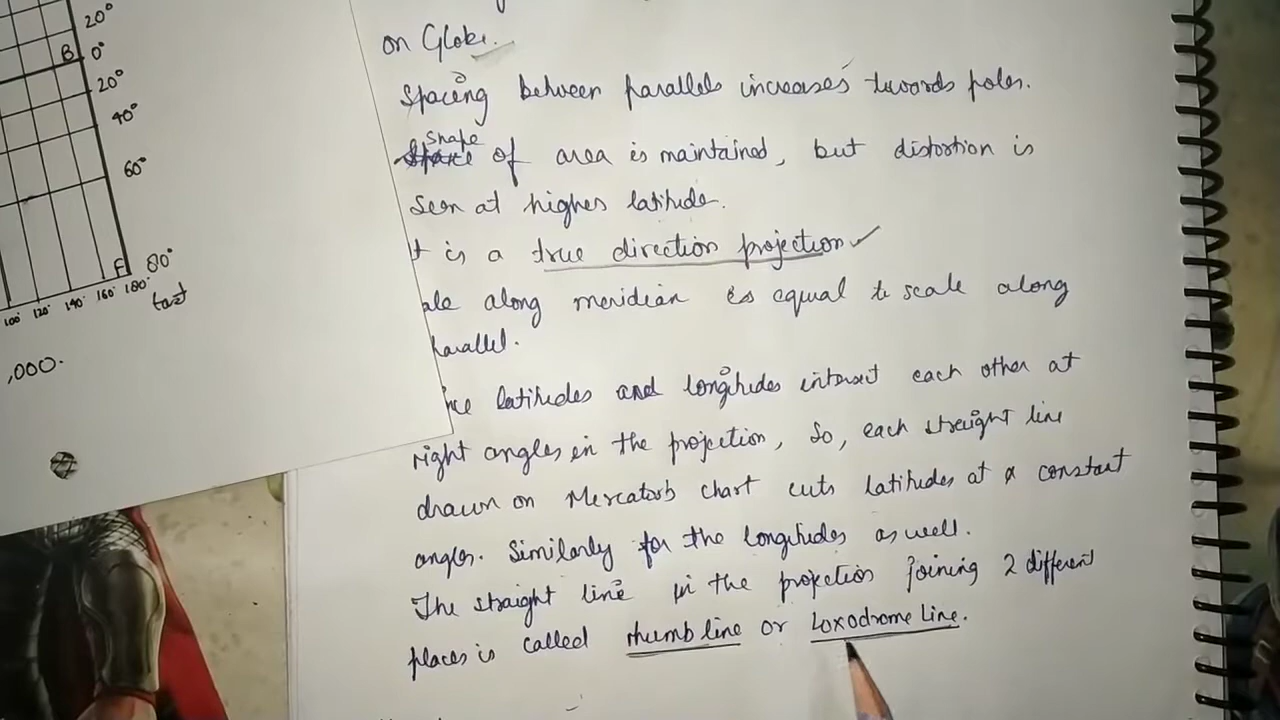 20°
B 0°
20°
40°
60°
F 80°
100° 120° 140° 160° 180°
East
,000.
on Globe.
Spacing between parallels increases towards poles.
Shape
of area is maintained, but distortion is
seen at higher latitude.
t is a true direction projection
ale along meridian is equal to scale along
parallel.
nce latitudes and longitudes intersect each other at
right angles in the projection, So, each straight line
drawn on Mercator's chart cuts latitudes at a constant
angles. Similarly for the longitudes as well.
The straight line in the projection joining 2 different
places is called rhumb line or Loxodrome line.